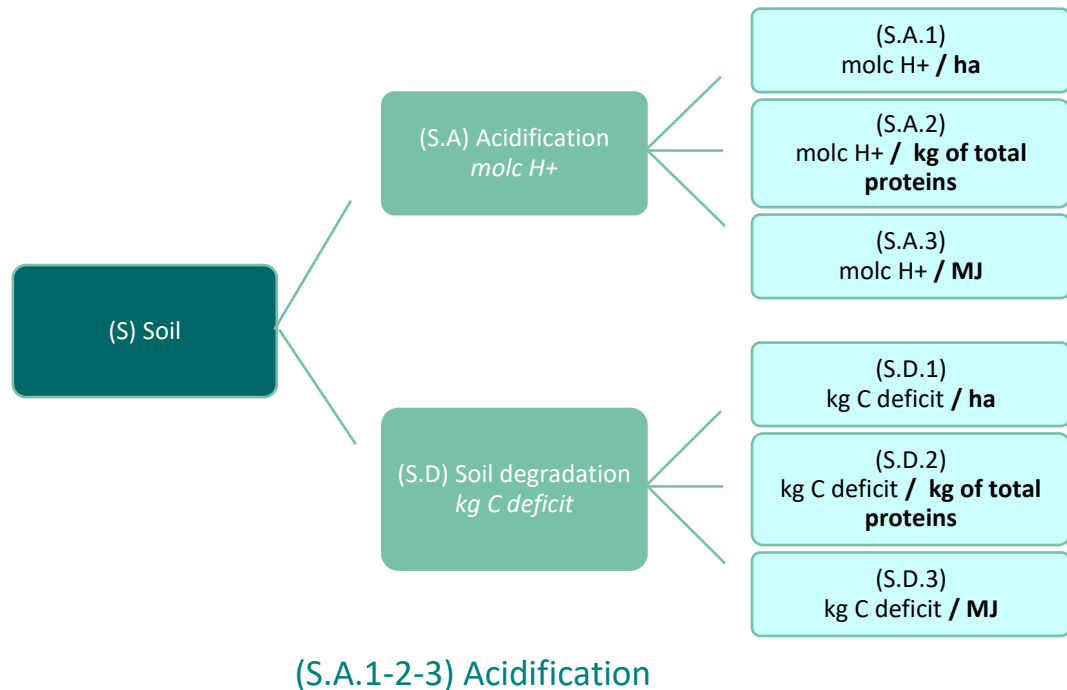 (S) Soil
(S.A) Acidification
molc H+
(S.A.1)
molc H+ / ha
(S.A.2)
molc H+ / kg of total
proteins
(S.A.3)
molc H+ / MJ
(S.D) Soil degradation
kg C deficit
(S.D.1)
kg C deficit / ha
(S.D.2)
kg C deficit / kg of total
proteins
(S.D.3)
kg C deficit / MJ
(S.A.1-2-3) Acidification